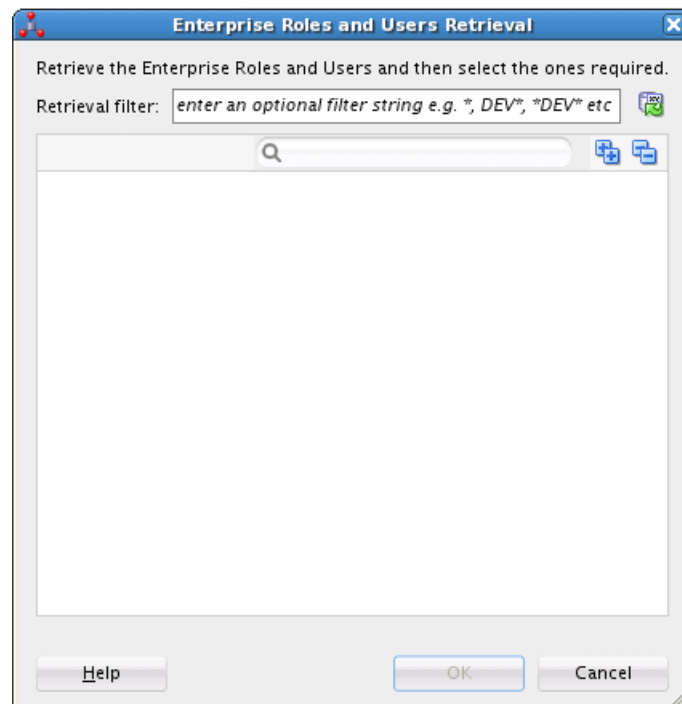 Enterprise Roles and Users Retrieval
Retrieve the Enterprise Roles and Users and then select the ones required.
Retrieval filter: enter an optional filter string e.g. *, DEV*, *DEV* etc
Help OK Cancel